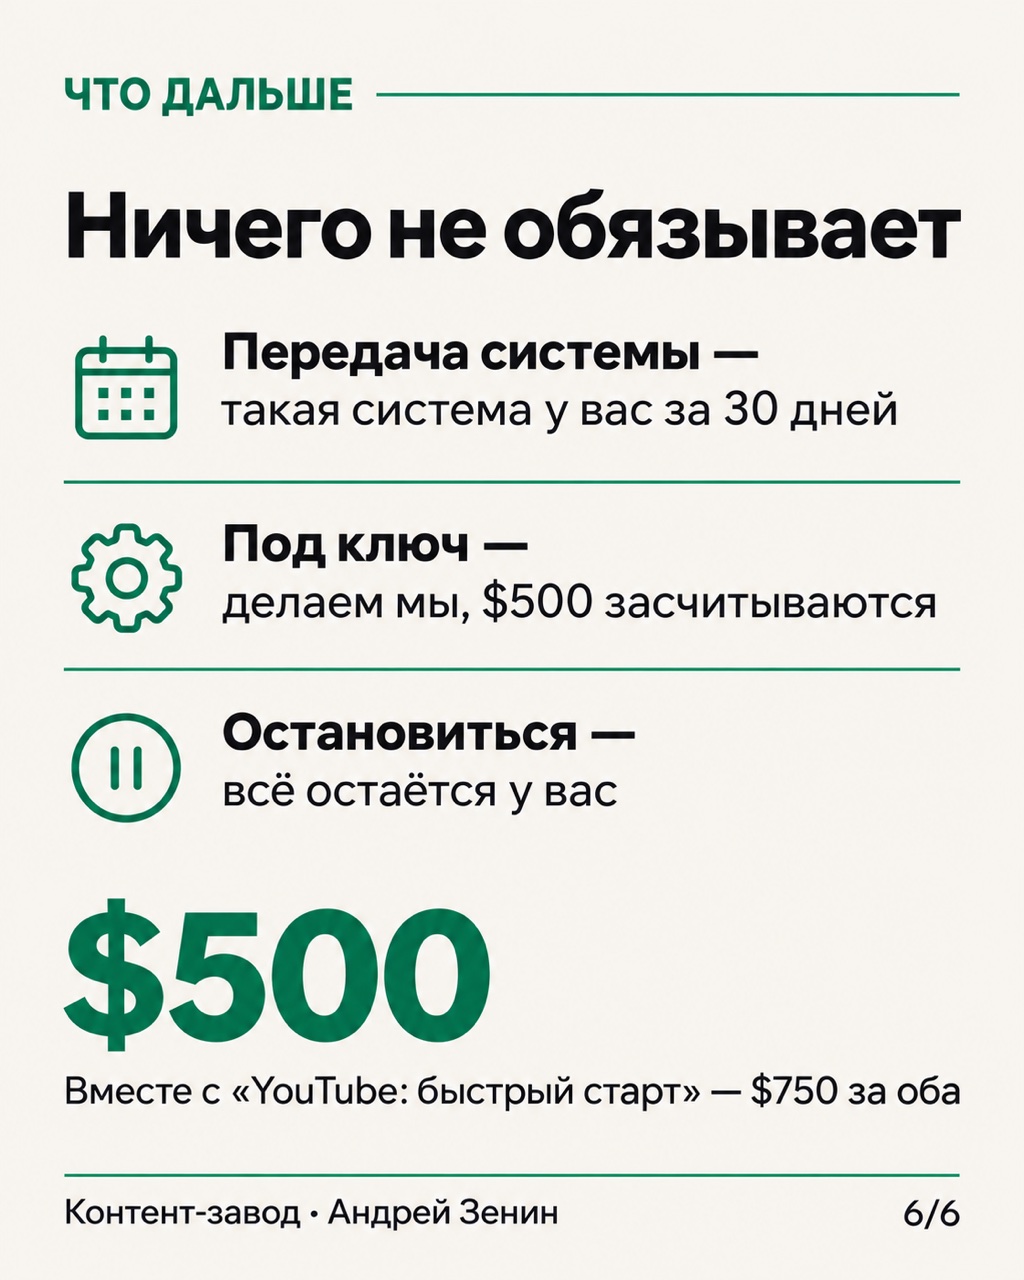 ЧТО ДАЛЬШЕ
Ничего не обязывает
Передача системы —
такая система у вас за 30 дней
Под ключ —
делаем мы, $500 засчитываются
Остановиться —
всё остаётся у вас
$500
Вместе с «YouTube: быстрый старт» — $750 за оба
Контент-завод • Андрей Зенин
6/6